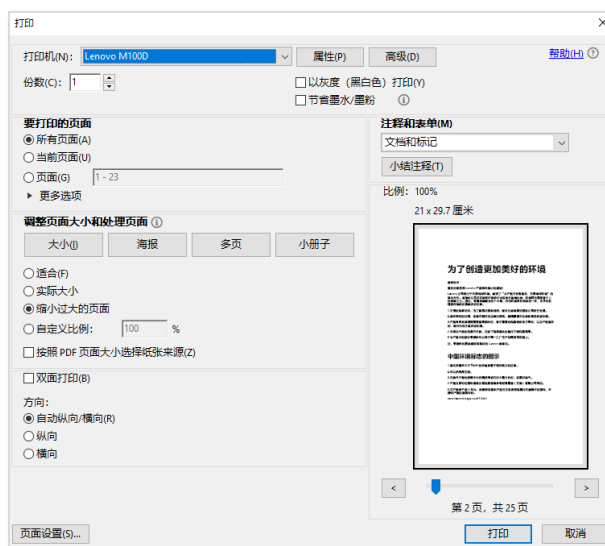 打印
打印机(N): Lenovo M100D 属性(P) 高级(D) 帮助(H)
份数(C): 1 以灰度（黑白色）打印(Y)
节省墨水/墨粉
要打印的页面
所有页面(A)
当前页面(U)
页面(G) 1 - 23
更多选项
注释和表单(M)
文档和标记
小结注释(T)
比例: 100%
21 x 29.7 厘米
调整页面大小和处理页面
大小(I) 海报 多页 小册子
适合(F)
实际大小
缩小过大的页面
自定义比例: 100 %
按照 PDF 页面大小选择纸张来源(Z)
双面打印(B)
方向:
自动纵向/横向(R)
纵向
横向
为了创造更加美好的环境
中国环境标志的提示
< >
第 2 页，共 25 页
页面设置(S)... 打印 取消